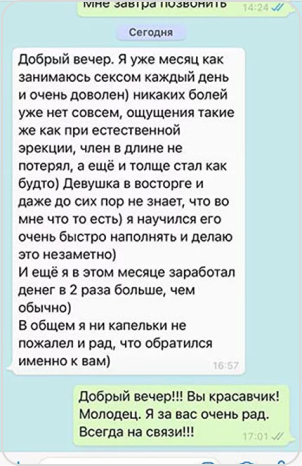 Мне завтра позвонить
14:24
Сегодня
Добрый вечер. Я уже месяц как
занимаюсь сексом каждый день
и очень доволен) никаких болей
уже нет совсем, ощущения такие
же как при естественной
эрекции, член в длине не
потерял, а ещё и толще стал как
будто) Девушка в восторге и
даже до сих пор не знает, что во
мне что то есть) я научился его
очень быстро наполнять и делаю
это незаметно)
И ещё я в этом месяце заработал
денег в 2 раза больше, чем
обычно)
В общем я ни капельки не
пожалел и рад, что обратился
именно к вам)
16:57
Добрый вечер!!! Вы красавчик!
Молодец. Я за вас очень рад.
Всегда на связи!!!
17:01